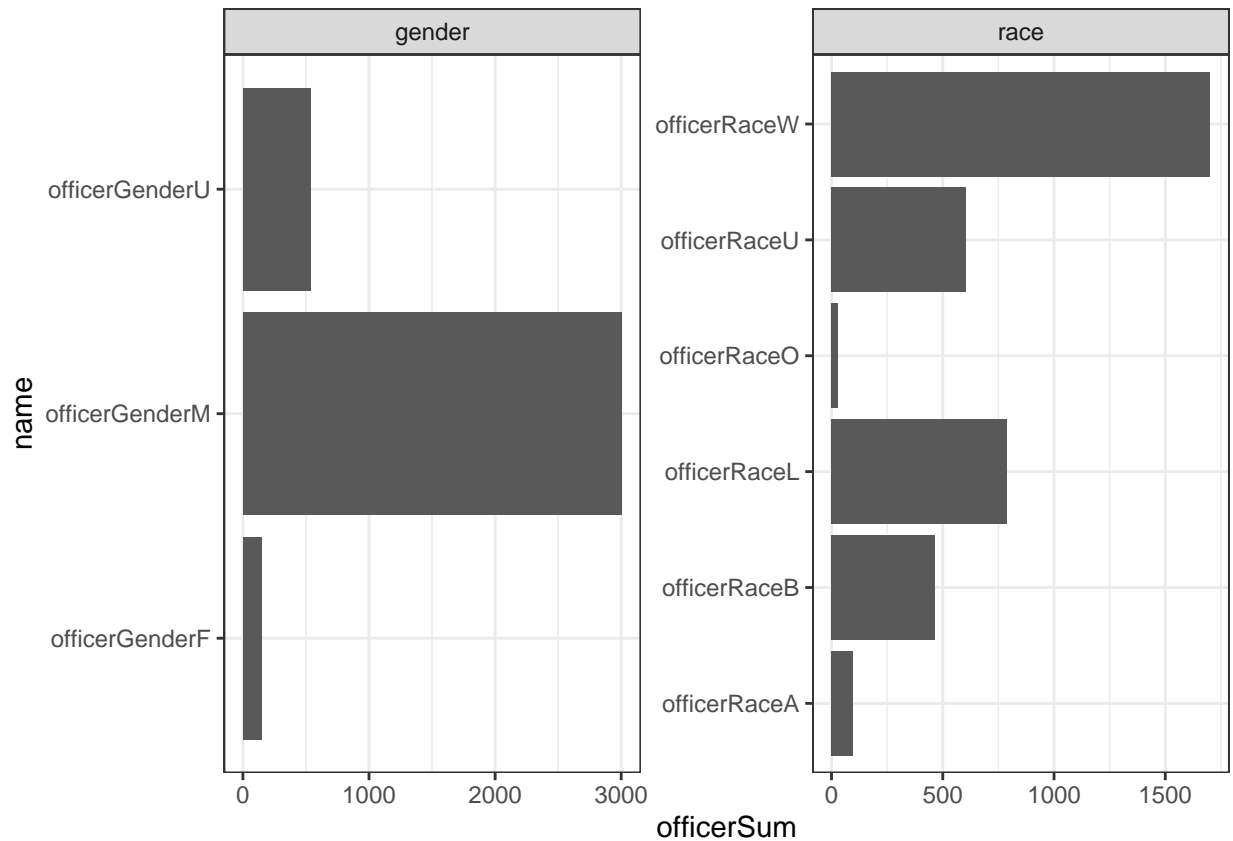 gender
race
officerGenderU
officerGenderM
officerGenderF
officerRaceW
officerRaceU
officerRaceO
officerRaceL
officerRaceB
officerRaceA
name
0 1000 2000 3000
0 500 1000 1500
officerSum